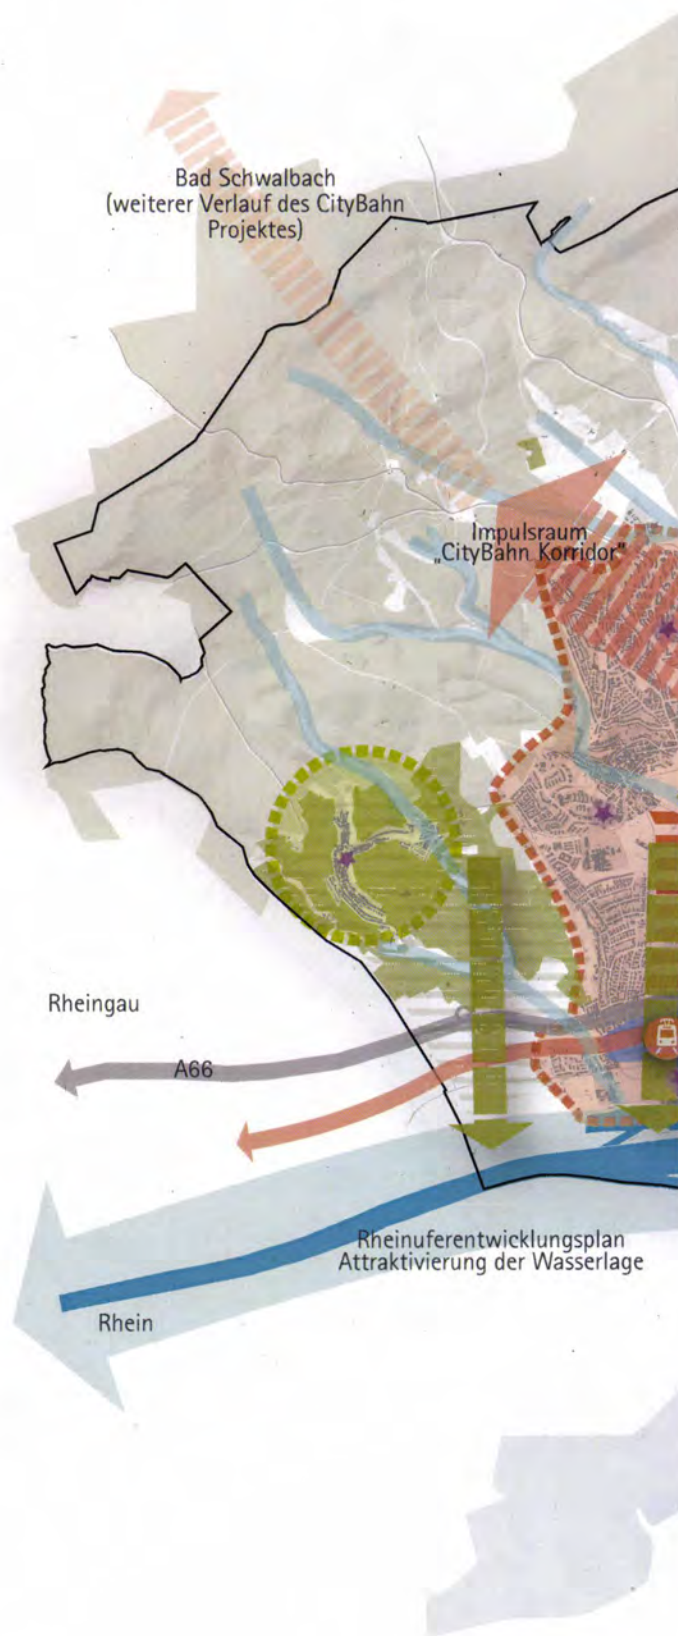 Bad Schwalbach
(weiterer Verlauf des CityBahn
Projektes)
Impulsraum
„CityBahn Korridor"
Rheingau
A66
Rheinuferentwicklungsplan
Attraktivierung der Wasserlage
Rhein